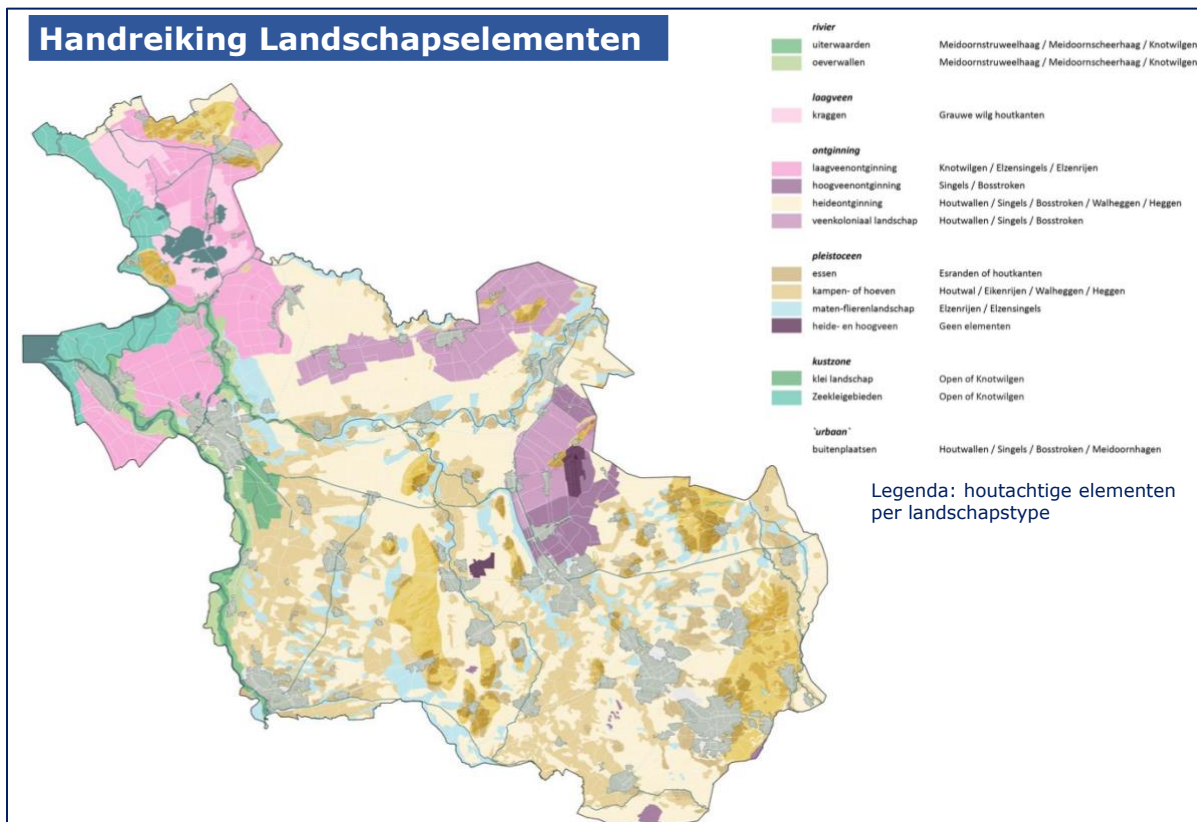 Handreiking Landschapselementen
rivier
uiterwaarden Meidoornstruweelhaag / Meidoornscheerhaag / Knotwilgen
oeverwallen Meidoornstruweelhaag / Meidoornscheerhaag / Knotwilgen
laagveen
kraggen Grauwe wilg houtkanten
ontginning
laagveenontginning Knotwilgen / Elzensingels / Elzenrijen
hoogveenontginning Singels / Bosstroken
heideontginning Houtwallen / Singels / Bosstroken / Walheggen / Heggen
veenkoloniaal landschap Houtwallen / Singels / Bosstroken
pleistoceen
essen Esranden of houtkanten
kampen- of hoeven Houtwal / Eikenrijen / Walheggen / Heggen
maten-flierenlandschap Elzenrijen / Elzensingels
heide- en hoogveen Geen elementen
kustzone
klei landschap Open of Knotwilgen
Zeekleigebieden Open of Knotwilgen
`urbaan`
buitenplaatsen Houtwallen / Singels / Bosstroken / Meidoornhagen
Legenda: houtachtige elementen
per landschapstype